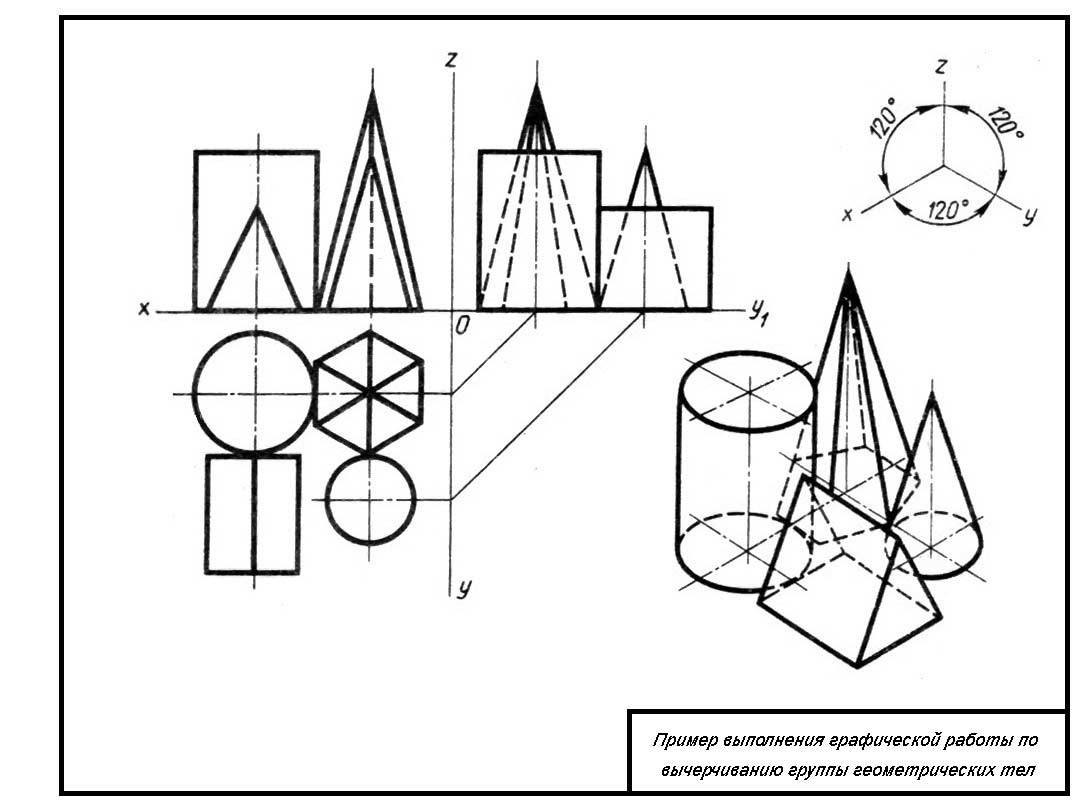 z
x
0
y₁
y
z
120°
120°
120°
x
y
Пример выполнения графической работы по
вычерчиванию группы геометрических тел